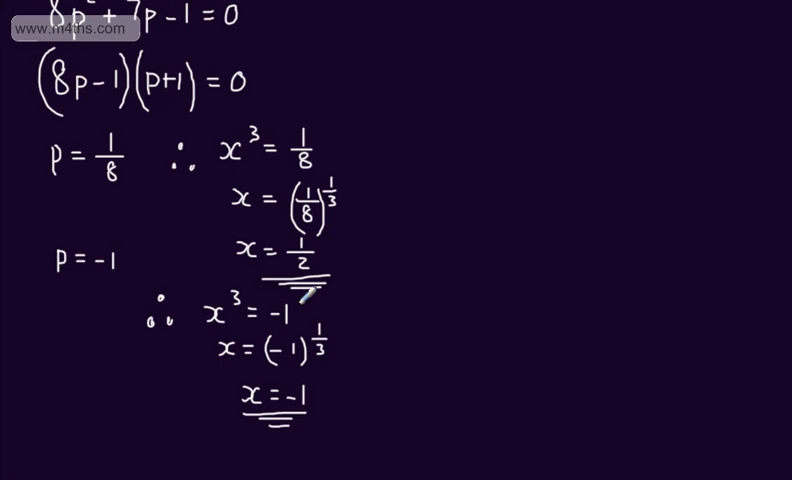 8p² + 7p - 1 = 0
www.m4ths.com
(8p - 1)(p+1) = 0
p = 1/8 ∴ x³ = 1/8
x = (1/8)^1/3
x = 1/2
p = -1
∴ x³ = -1
x = (-1)^1/3
x = -1